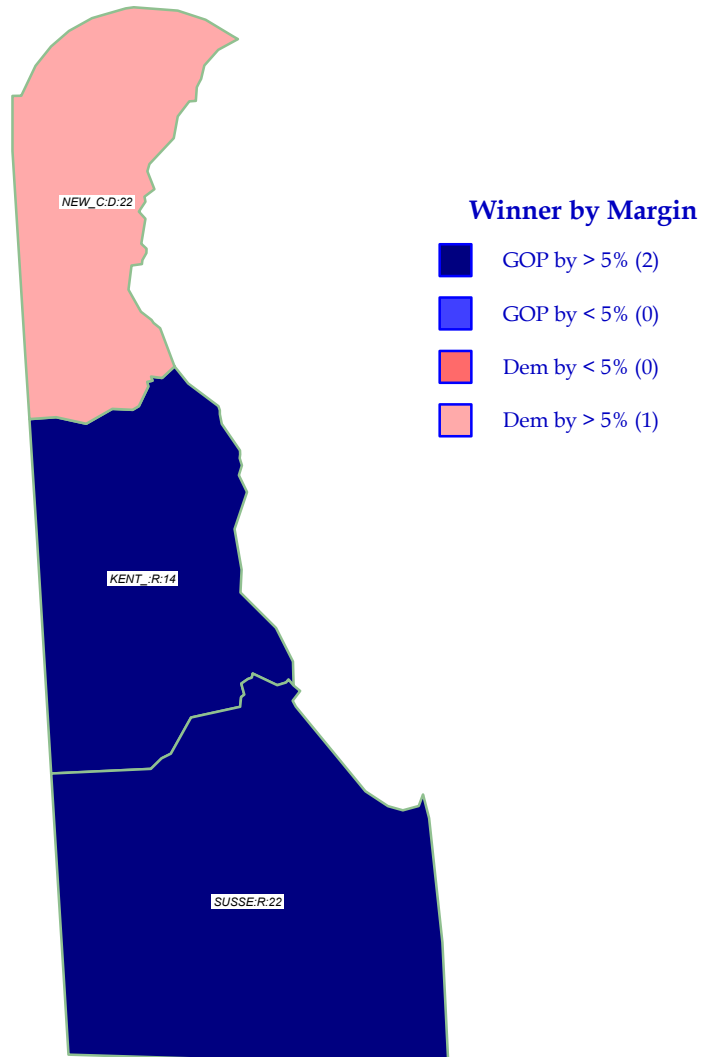 NEW_C:D:22
Winner by Margin
GOP by > 5% (2)
GOP by < 5% (0)
Dem by < 5% (0)
Dem by > 5% (1)
KENT_:R:14
SUSSE:R:22